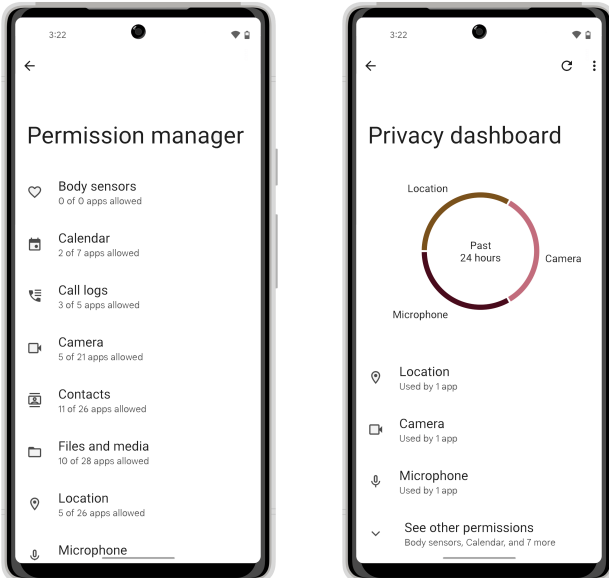 3:22
Permission manager
Body sensors
0 of 0 apps allowed
Calendar
2 of 7 apps allowed
Call logs
3 of 5 apps allowed
Camera
5 of 21 apps allowed
Contacts
11 of 26 apps allowed
Files and media
10 of 28 apps allowed
Location
5 of 26 apps allowed
Microphone
3:22
Privacy dashboard
Location
Past
24 hours
Camera
Microphone
Location
Used by 1 app
Camera
Used by 1 app
Microphone
Used by 1 app
See other permissions
Body sensors, Calendar, and 7 more